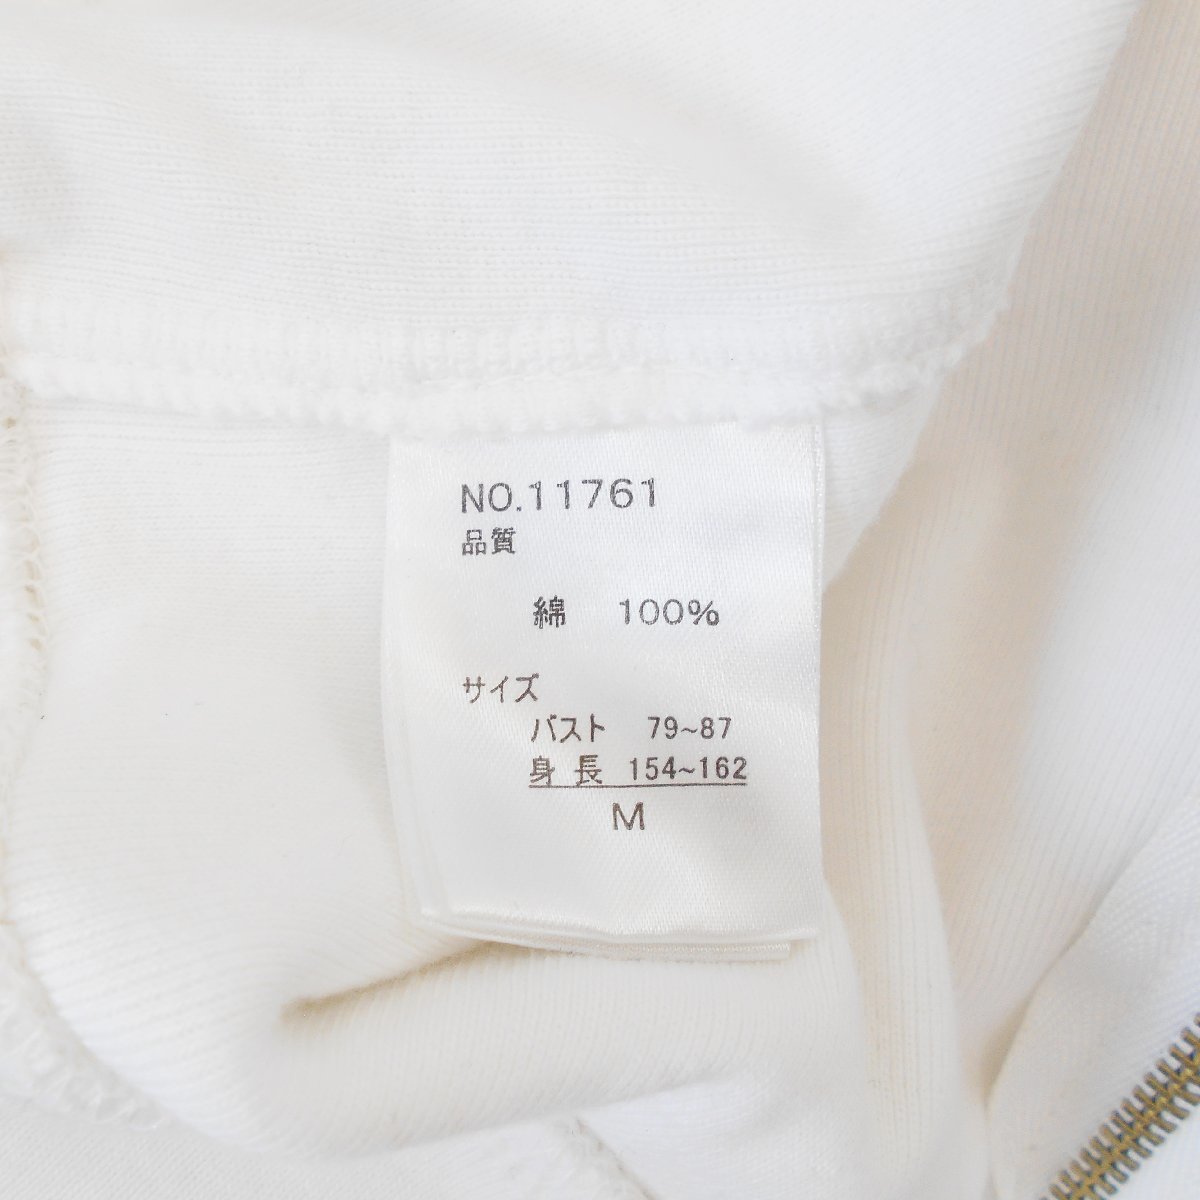 NO.11761
品質
綿 100%
サイズ
バスト 79~87
身長 154~162
M